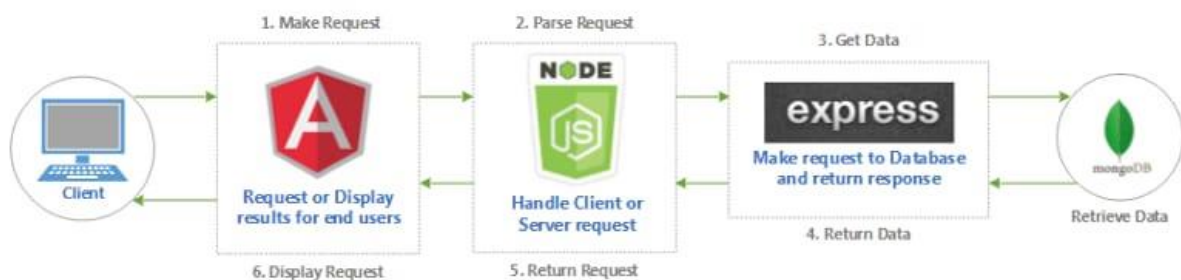 1. Make Request
2. Parse Request
3. Get Data
NODE
JS
express
Client
Request or Display
results for end users
Handle Client or
Server request
Make request to Database
and return response
mongoDB
Retrieve Data
6. Display Request
5. Return Request
4. Return Data